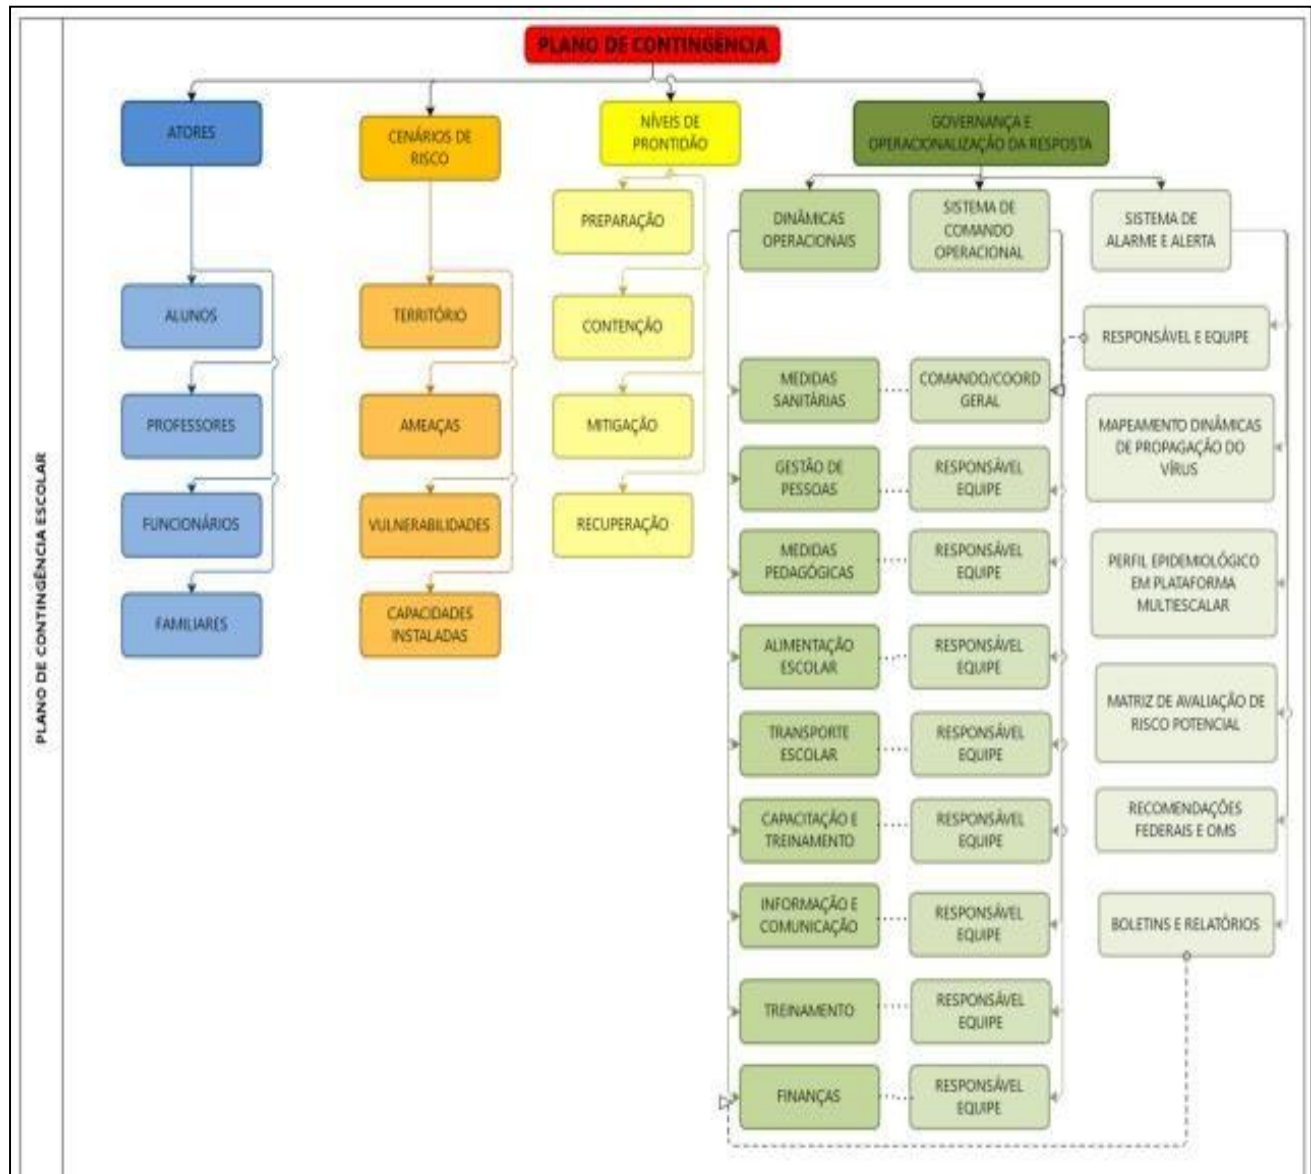 PLANO DE CONTINGÊNCIA
PLANO DE CONTINGÊNCIA ESCOLAR
ATORES
ALUNOS
PROFESSORES
FUNCIONÁRIOS
FAMILIARES
CENÁRIOS DE
RISCO
TERRITÓRIO
AMEAÇAS
VULNERABILIDADES
CAPACIDADES
INSTALADAS
NÍVEIS DE
PRONTIDÃO
PREPARAÇÃO
CONTENÇÃO
MITIGAÇÃO
RECUPERAÇÃO
GOVERNANÇA E
OPERACIONALIZAÇÃO DA RESPOSTA
DINÂMICAS
OPERACIONAIS
MEDIDAS
SANITÁRIAS
GESTÃO DE
PESSOAS
MEDIDAS
PEDAGÓGICAS
ALIMENTAÇÃO
ESCOLAR
TRANSPORTE
ESCOLAR
CAPACITAÇÃO E
TREINAMENTO
INFORMAÇÃO E
COMUNICAÇÃO
TREINAMENTO
FINANÇAS
SISTEMA DE
COMANDO
OPERACIONAL
COMANDO/COORD
GERAL
RESPONSÁVEL
EQUIPE
RESPONSÁVEL
EQUIPE
RESPONSÁVEL
EQUIPE
RESPONSÁVEL
EQUIPE
RESPONSÁVEL
EQUIPE
RESPONSÁVEL
EQUIPE
RESPONSÁVEL
EQUIPE
RESPONSÁVEL
EQUIPE
SISTEMA DE
ALARME E ALERTA
RESPONSÁVEL E EQUIPE
MAPEAMENTO DINÂMICAS
DE PROPAGAÇÃO DO
VÍRUS
PERFIL EPIDEMIOLÓGICO
EM PLATAFORMA
MULTIESCALAR
MATRIZ DE AVALIAÇÃO DE
RISCO POTENCIAL
RECOMENDAÇÕES
FEDERAIS E OMS
BOLETINS E RELATÓRIOS